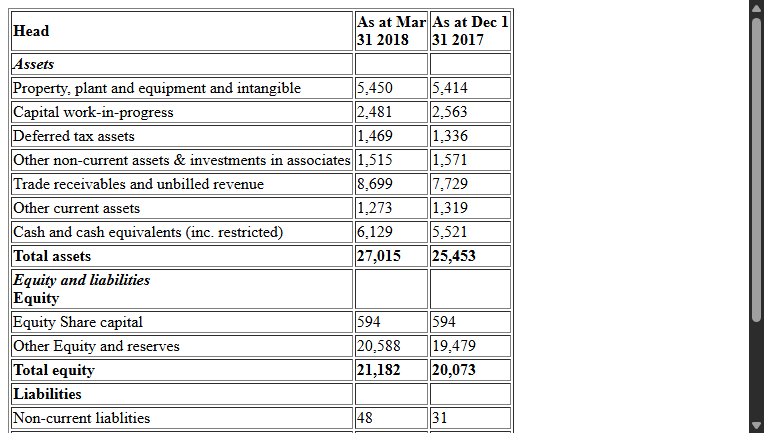 Head As at Mar 31 2018 As at Dec 1 31 2017
Assets
Property, plant and equipment and intangible 5,450 5,414
Capital work-in-progress 2,481 2,563
Deferred tax assets 1,469 1,336
Other non-current assets & investments in associates 1,515 1,571
Trade receivables and unbilled revenue 8,699 7,729
Other current assets 1,273 1,319
Cash and cash equivalents (inc. restricted) 6,129 5,521
Total assets 27,015 25,453
Equity and liabilities
Equity
Equity Share capital 594 594
Other Equity and reserves 20,588 19,479
Total equity 21,182 20,073
Liabilities
Non-current liablities 48 31